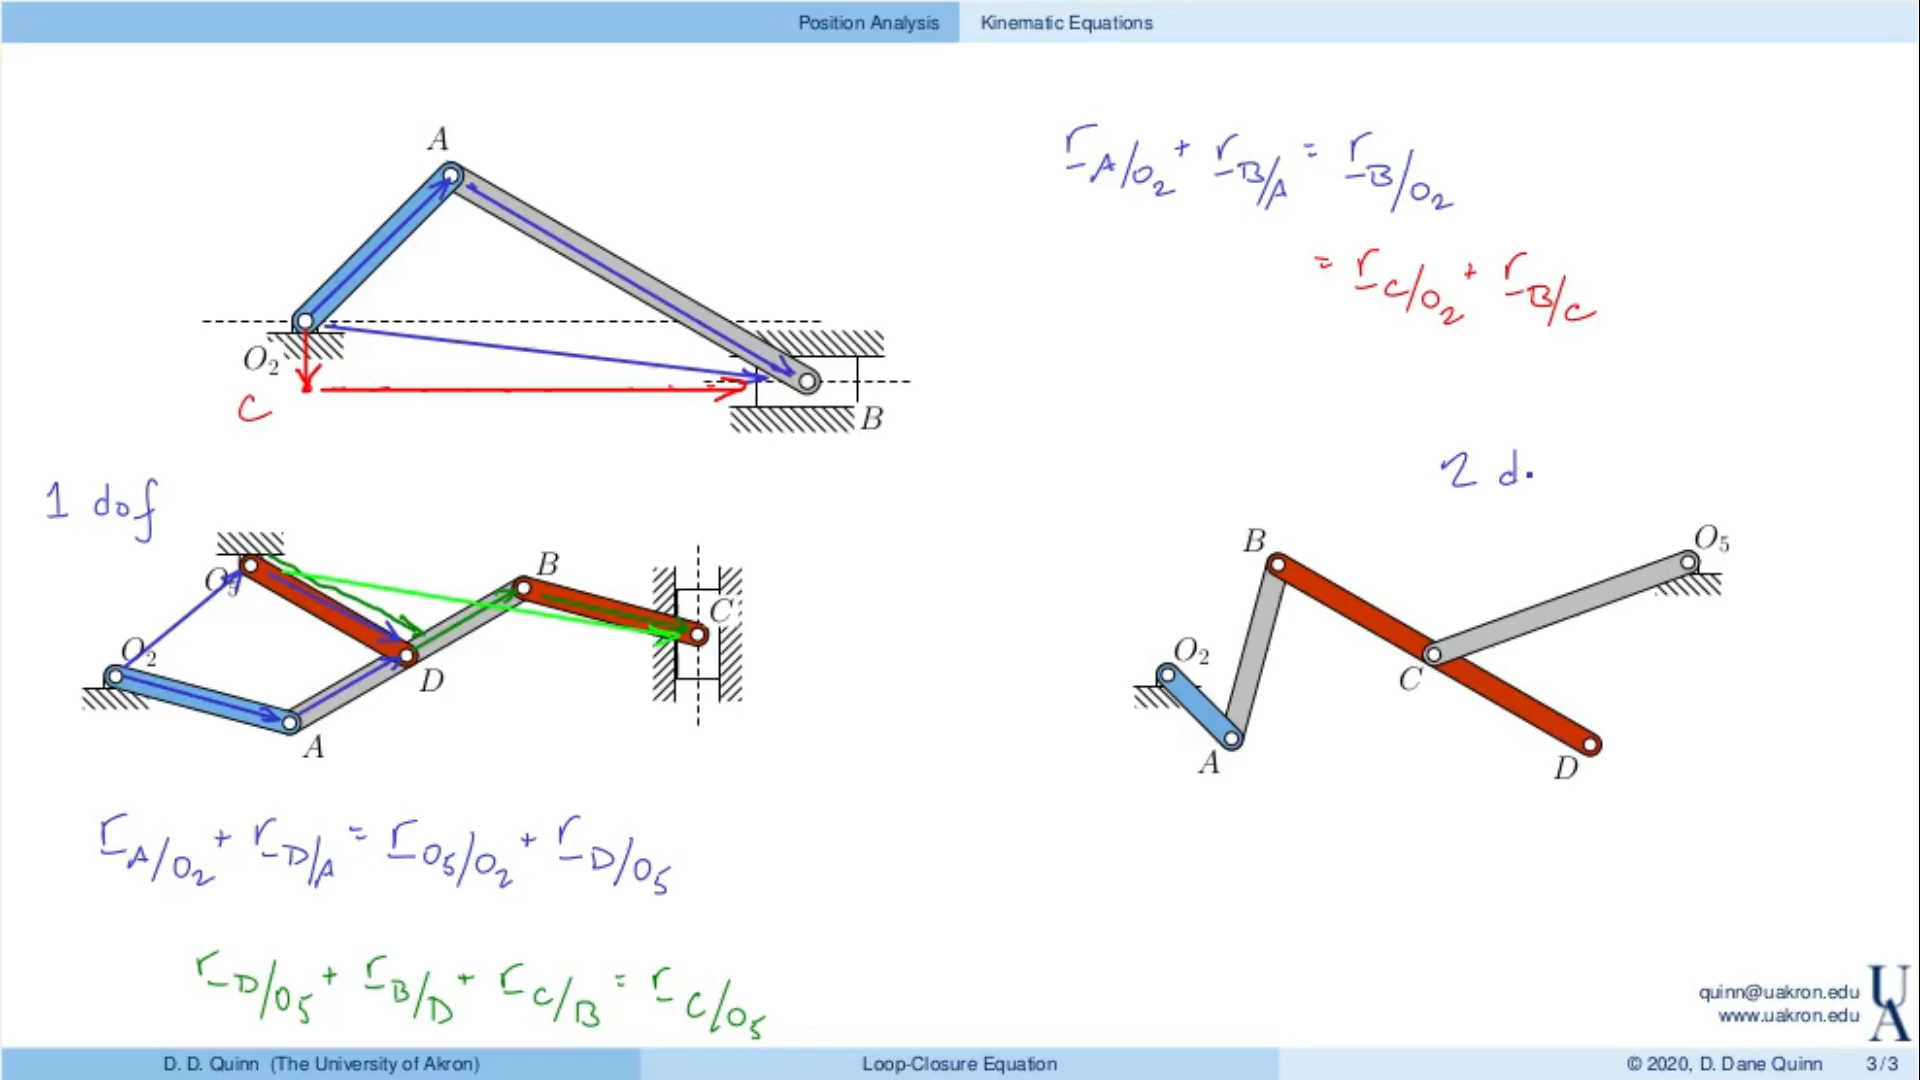 Position Analysis Kinematic Equations
A
r_A/O₂ + r_B/A = r_B/O₂
= r_C/O₂ + r_B/C
O₂
C
B
2 d.
1 dof
B
O₅
B
O₅
C
O₂
O₂
D
C
A
A
D
r_A/O₂ + r_D/A = r_O₅/O₂ + r_D/O₅
r_D/O₅ + r_B/D + r_C/B = r_C/O₅
quinn@uakron.edu
www.uakron.edu
UA
D. D. Quinn (The University of Akron) Loop-Closure Equation © 2020, D. Dane Quinn 3/3